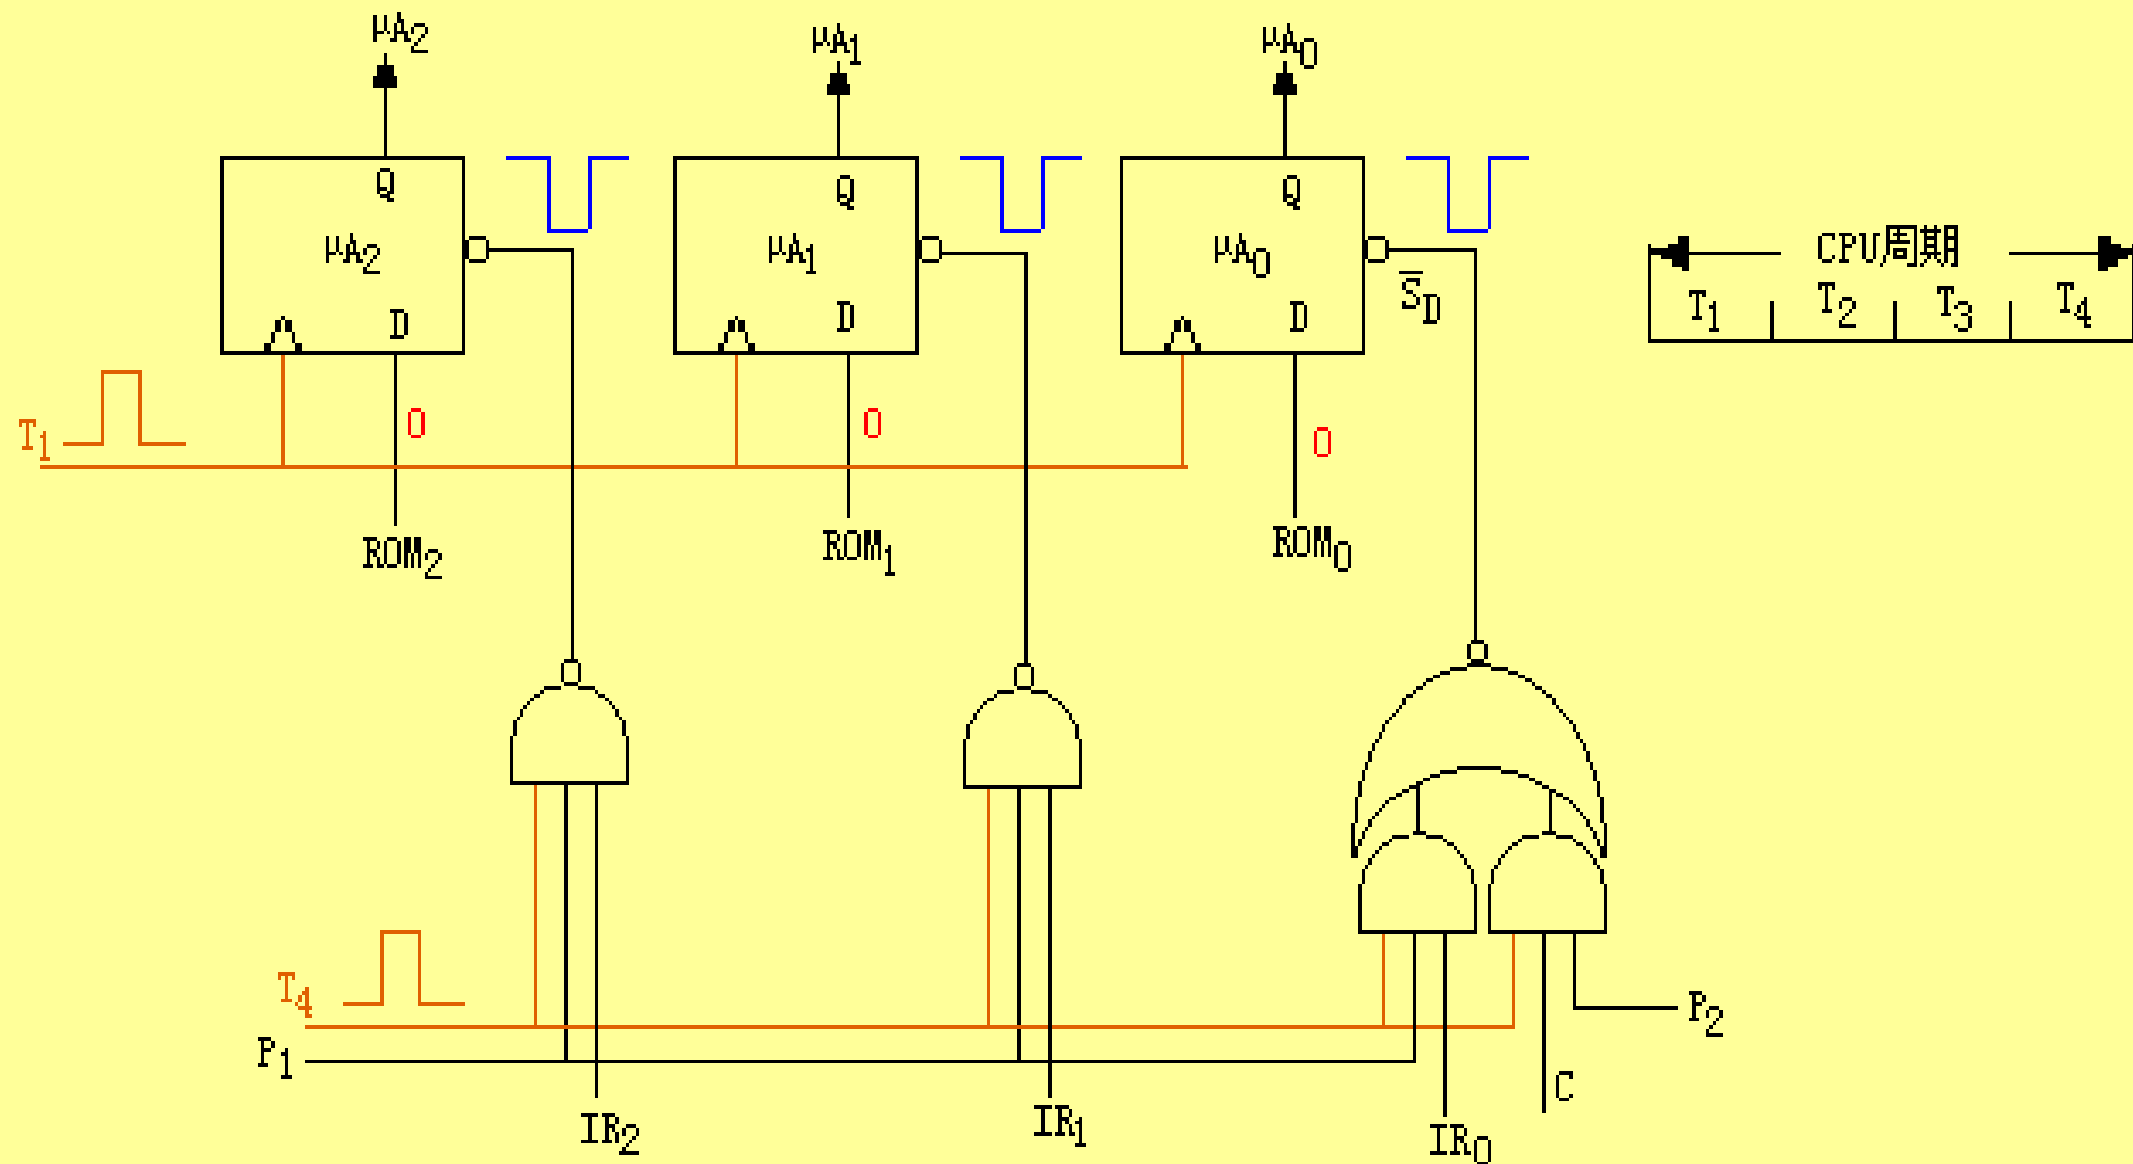 μA2
μA1
μA0
Q
Q
Q
μA2
μA1
μA0
S̅D
CPU周期
T1
T2
T3
T4
D
D
D
T1
0
0
0
ROM2
ROM1
ROM0
T4
P2
P1
C
IR2
IR1
IR0